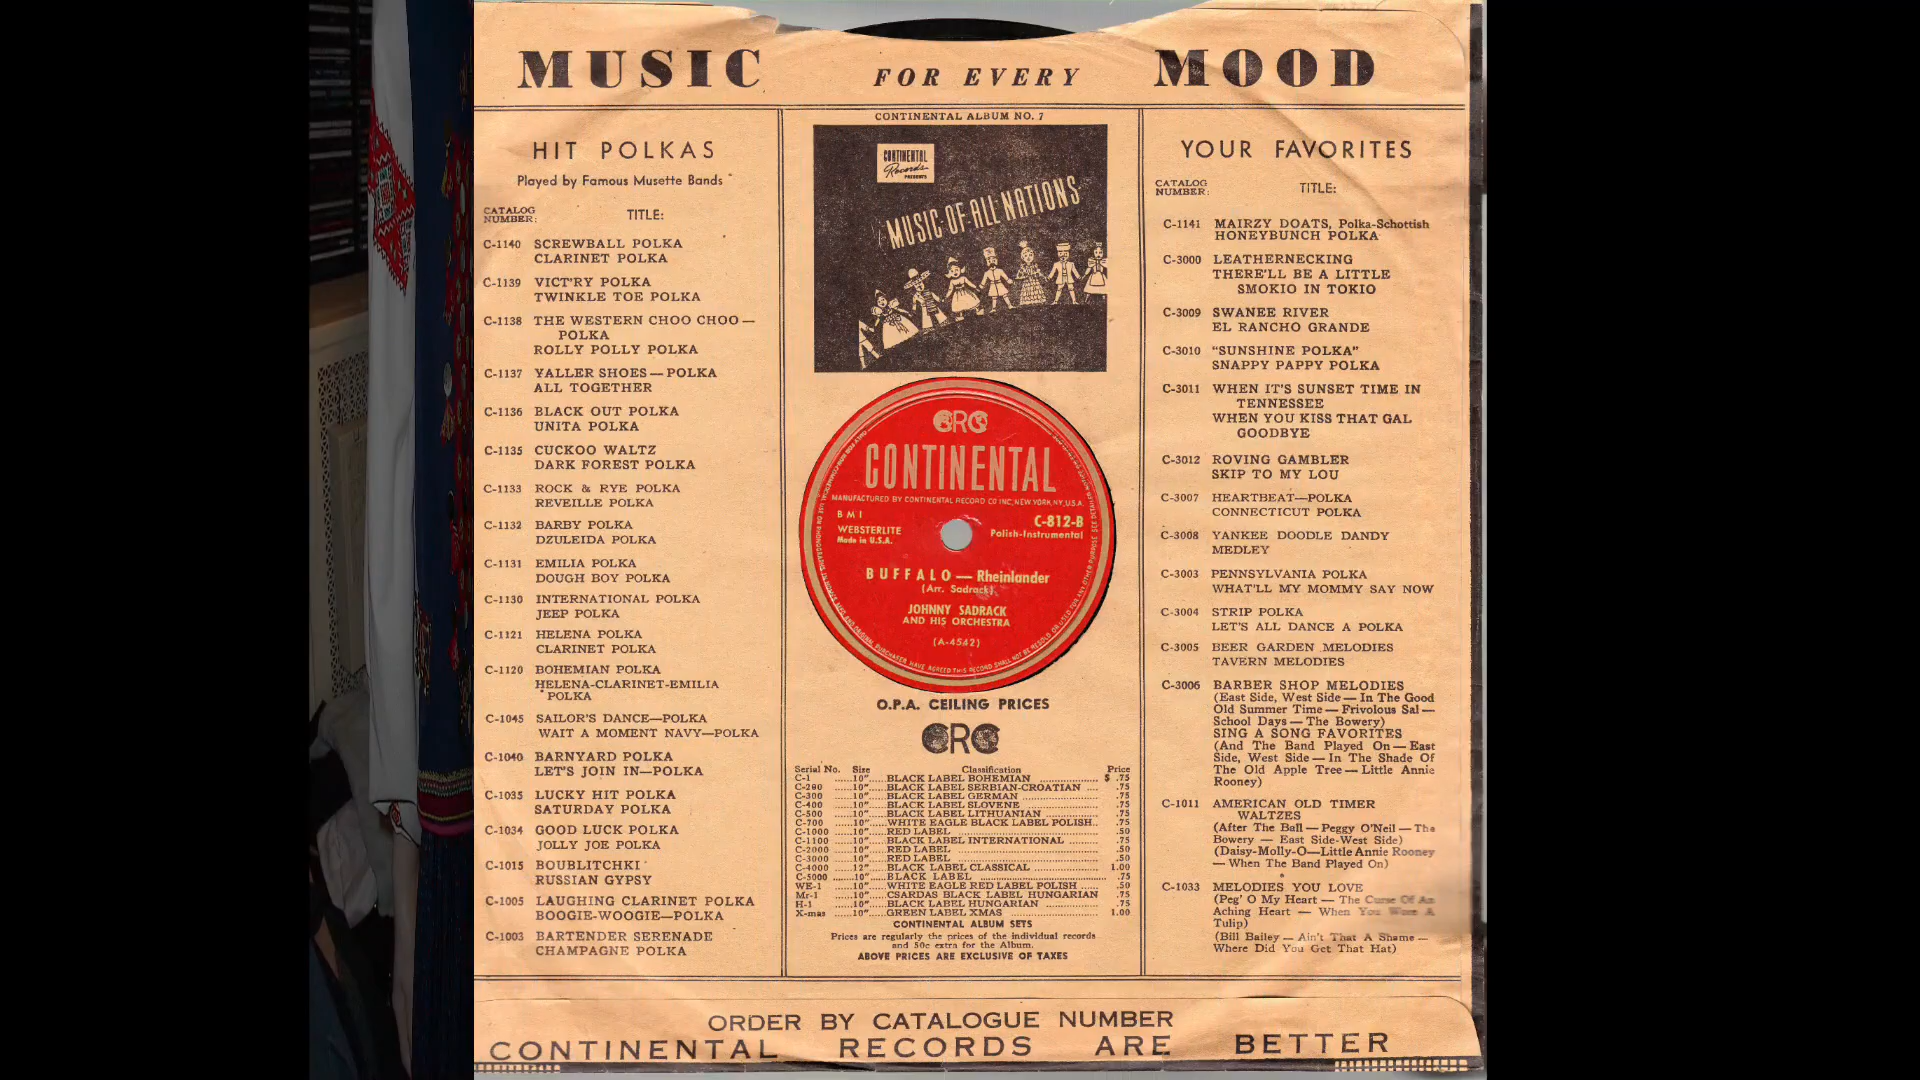 MUSIC FOR EVERY MOOD
HIT POLKAS
Played by Famous Musette Bands
CATALOG
NUMBER: TITLE:
C-1140 SCREWBALL POLKA
CLARINET POLKA
C-1139 VICT'RY POLKA
TWINKLE TOE POLKA
C-1138 THE WESTERN CHOO CHOO—
POLKA
ROLLY POLLY POLKA
C-1137 YALLER SHOES—POLKA
ALL TOGETHER
C-1136 BLACK OUT POLKA
UNITA POLKA
C-1135 CUCKOO WALTZ
DARK FOREST POLKA
C-1133 ROCK & RYE POLKA
REVEILLE POLKA
C-1132 BARBY POLKA
DZULEIDA POLKA
C-1131 EMILIA POLKA
DOUGH BOY POLKA
C-1130 INTERNATIONAL POLKA
JEEP POLKA
C-1121 HELENA POLKA
CLARINET POLKA
C-1120 BOHEMIAN POLKA
HELENA-CLARINET-EMILIA
POLKA
C-1045 SAILOR'S DANCE—POLKA
WAIT A MOMENT NAVY—POLKA
C-1040 BARNYARD POLKA
LET'S JOIN IN—POLKA
C-1035 LUCKY HIT POLKA
SATURDAY POLKA
C-1034 GOOD LUCK POLKA
JOLLY JOE POLKA
C-1015 BOUBLITCHKI
RUSSIAN GYPSY
C-1005 LAUGHING CLARINET POLKA
BOOGIE-WOOGIE—POLKA
C-1003 BARTENDER SERENADE
CHAMPAGNE POLKA
CONTINENTAL ALBUM NO. 7
CONTINENTAL
Records
PRESENTS
MUSIC OF ALL NATIONS
CRC
CONTINENTAL
MANUFACTURED BY CONTINENTAL RECORD CO INC, NEW YORK, NY, U.S.A.
BMI
WEBSTERLITE
Made in U.S.A.
C-812-B
Polish-Instrumental
BUFFALO — Rheinlander
(Arr. Sadrack)
JOHNNY SADRACK
AND HIS ORCHESTRA
(A-4542)
O.P.A. CEILING PRICES
CRC
Serial No. Size Classification Price
C-1 ......10"......BLACK LABEL BOHEMIAN .................. $ .75
C-200 ......10"......BLACK LABEL SERBIAN-CROATIAN .... .75
C-300 ......10"......BLACK LABEL GERMAN ........................ .75
C-400 ......10"......BLACK LABEL SLOVENE ...................... .75
C-500 ......10"......BLACK LABEL LITHUANIAN ................ .75
C-700 ......10"......WHITE EAGLE BLACK LABEL POLISH.. .75
C-1000 ......10"......RED LABEL ........................................ .50
C-1100 ......10"......BLACK LABEL INTERNATIONAL .......... .75
C-2000 ......10"......RED LABEL ........................................ .50
C-3000 ......10"......RED LABEL ........................................ .50
C-4000 ......12"......BLACK LABEL CLASSICAL .................. 1.00
C-5000 ......10"......BLACK LABEL .................................... .75
WE-1 ......10"......WHITE EAGLE RED LABEL POLISH ...... .50
Mr-1 ......10"......CSARDAS BLACK LABEL HUNGARIAN .75
H-1 ......10"......BLACK LABEL HUNGARIAN ................ .75
X-mas ......10"......GREEN LABEL XMAS ........................ 1.00
CONTINENTAL ALBUM SETS
Prices are regularly the prices of the individual records
and 50c extra for the Album.
ABOVE PRICES ARE EXCLUSIVE OF TAXES
YOUR FAVORITES
CATALOG
NUMBER: TITLE:
C-1141 MAIRZY DOATS, Polka-Schottish
HONEYBUNCH POLKA
C-3000 LEATHERNECKING
THERE'LL BE A LITTLE
SMOKIO IN TOKIO
C-3009 SWANEE RIVER
EL RANCHO GRANDE
C-3010 "SUNSHINE POLKA"
SNAPPY PAPPY POLKA
C-3011 WHEN IT'S SUNSET TIME IN
TENNESSEE
WHEN YOU KISS THAT GAL
GOODBYE
C-3012 ROVING GAMBLER
SKIP TO MY LOU
C-3007 HEARTBEAT—POLKA
CONNECTICUT POLKA
C-3008 YANKEE DOODLE DANDY
MEDLEY
C-3003 PENNSYLVANIA POLKA
WHAT'LL MY MOMMY SAY NOW
C-3004 STRIP POLKA
LET'S ALL DANCE A POLKA
C-3005 BEER GARDEN MELODIES
TAVERN MELODIES
C-3006 BARBER SHOP MELODIES
(East Side, West Side — In The Good
Old Summer Time — Frivolous Sal —
School Days — The Bowery)
SING A SONG FAVORITES
(And The Band Played On — East
Side, West Side — In The Shade Of
The Old Apple Tree — Little Annie
Rooney)
C-1011 AMERICAN OLD TIMER
WALTZES
(After The Ball — Peggy O'Neil — The
Bowery — East Side-West Side)
(Daisy-Molly-O—Little Annie Rooney
— When The Band Played On)
C-1033 MELODIES YOU LOVE
(Peg' O My Heart — The Curse Of An
Aching Heart — When You Were A
Tulip)
(Bill Bailey — Ain't That A Shame —
Where Did You Get That Hat)
ORDER BY CATALOGUE NUMBER
CONTINENTAL RECORDS ARE BETTER